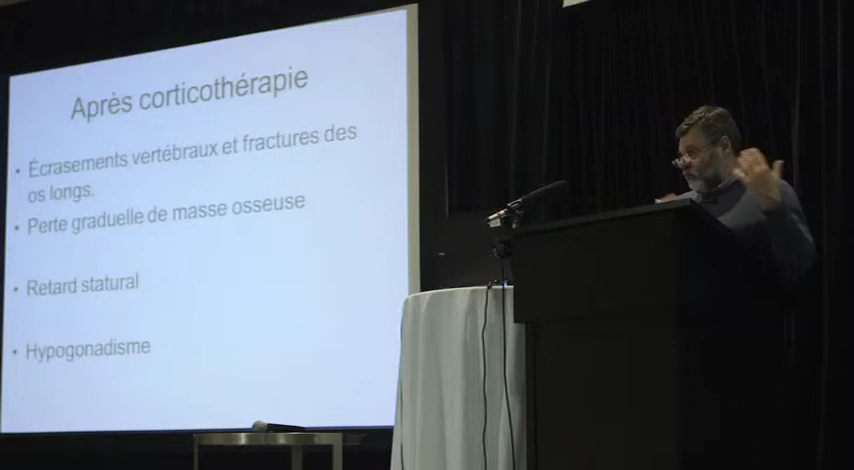 Après corticothérapie
• Écrasements vertébraux et fractures des
os longs.
• Perte graduelle de masse osseuse
• Retard statural
• Hypogonadisme